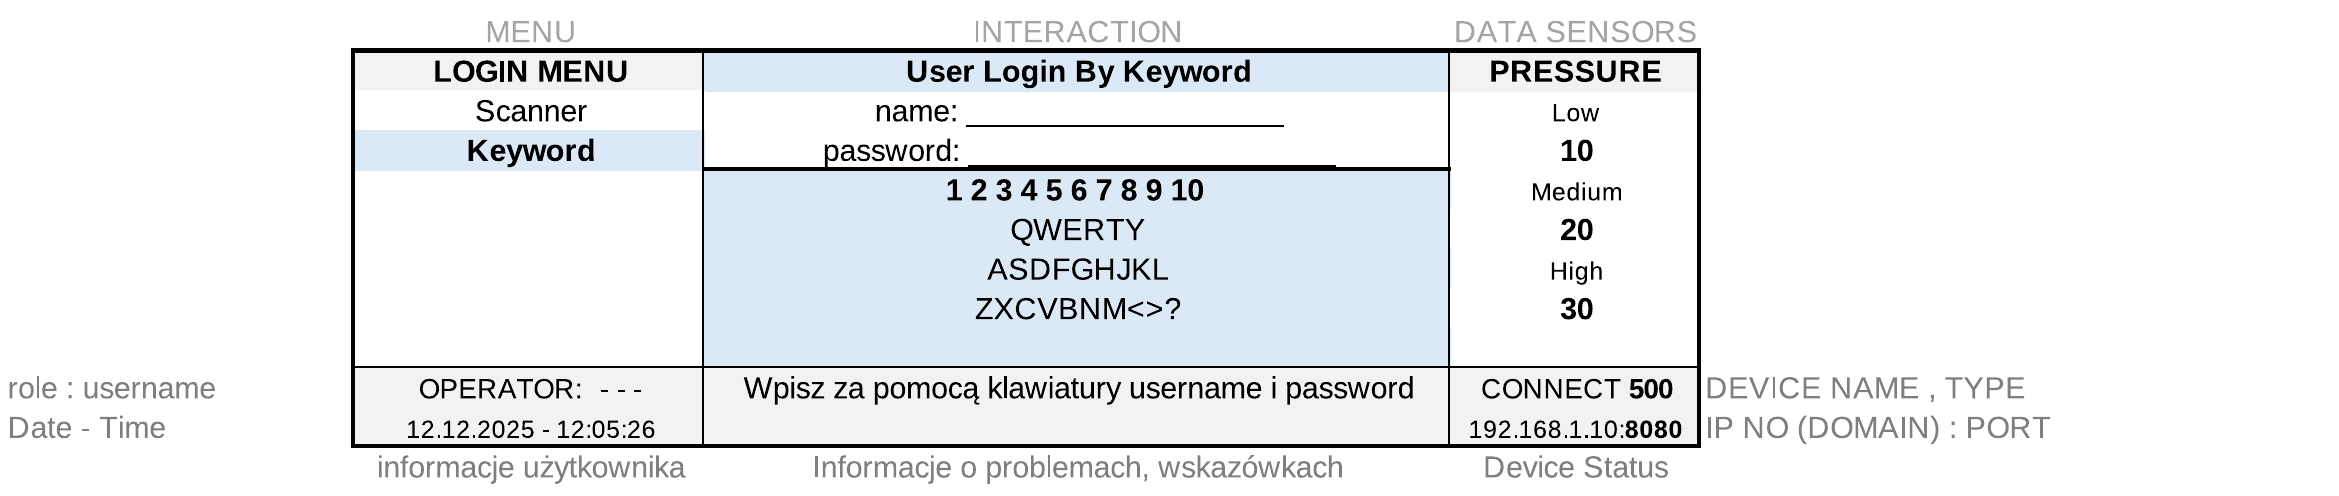 MENU INTERACTION DATA SENSORS
LOGIN MENU User Login By Keyword PRESSURE
Scanner name: ___________________ Low
Keyword password: ______________________ 10
1 2 3 4 5 6 7 8 9 10 Medium
QWERTY 20
ASDFGHJKL High
ZXCVBNM<>? 30
role : username OPERATOR: - - - Wpisz za pomocą klawiatury username i password CONNECT 500 DEVICE NAME , TYPE
Date - Time 12.12.2025 - 12:05:26 192.168.1.10:8080 IP NO (DOMAIN) : PORT
informacje użytkownika Informacje o problemach, wskazówkach Device Status